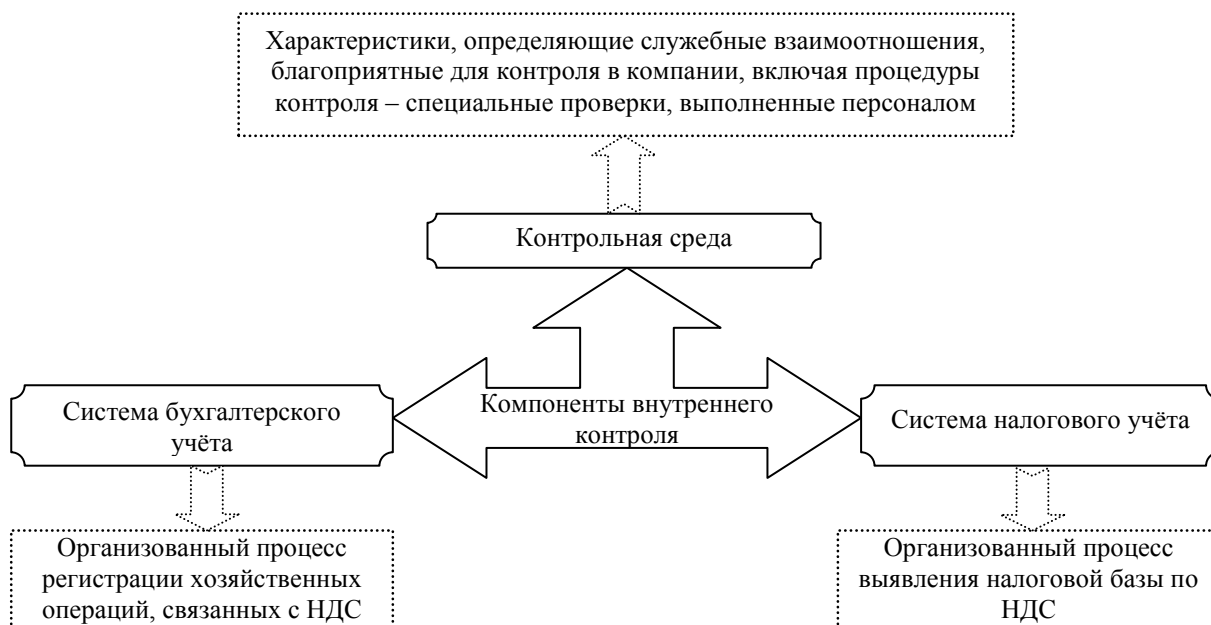 Характеристики, определяющие служебные взаимоотношения,
благоприятные для контроля в компании, включая процедуры
контроля – специальные проверки, выполненные персоналом
Контрольная среда
Система бухгалтерского
учёта
Компоненты внутреннего
контроля
Система налогового учёта
Организованный процесс
регистрации хозяйственных
операций, связанных с НДС
Организованный процесс
выявления налоговой базы по
НДС